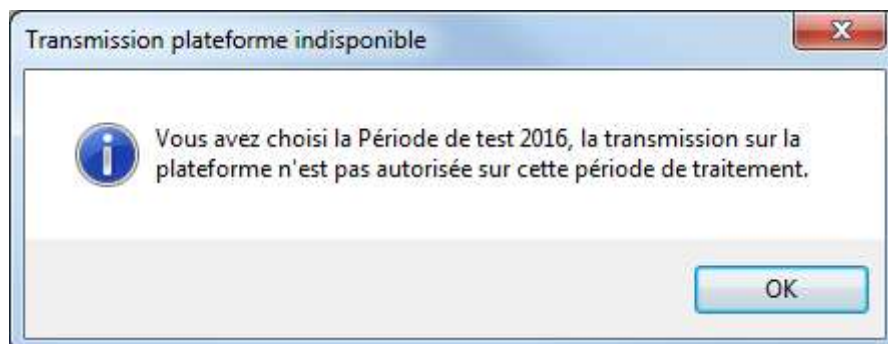 Transmission plateforme indisponible
Vous avez choisi la Période de test 2016, la transmission sur la
plateforme n'est pas autorisée sur cette période de traitement.
OK